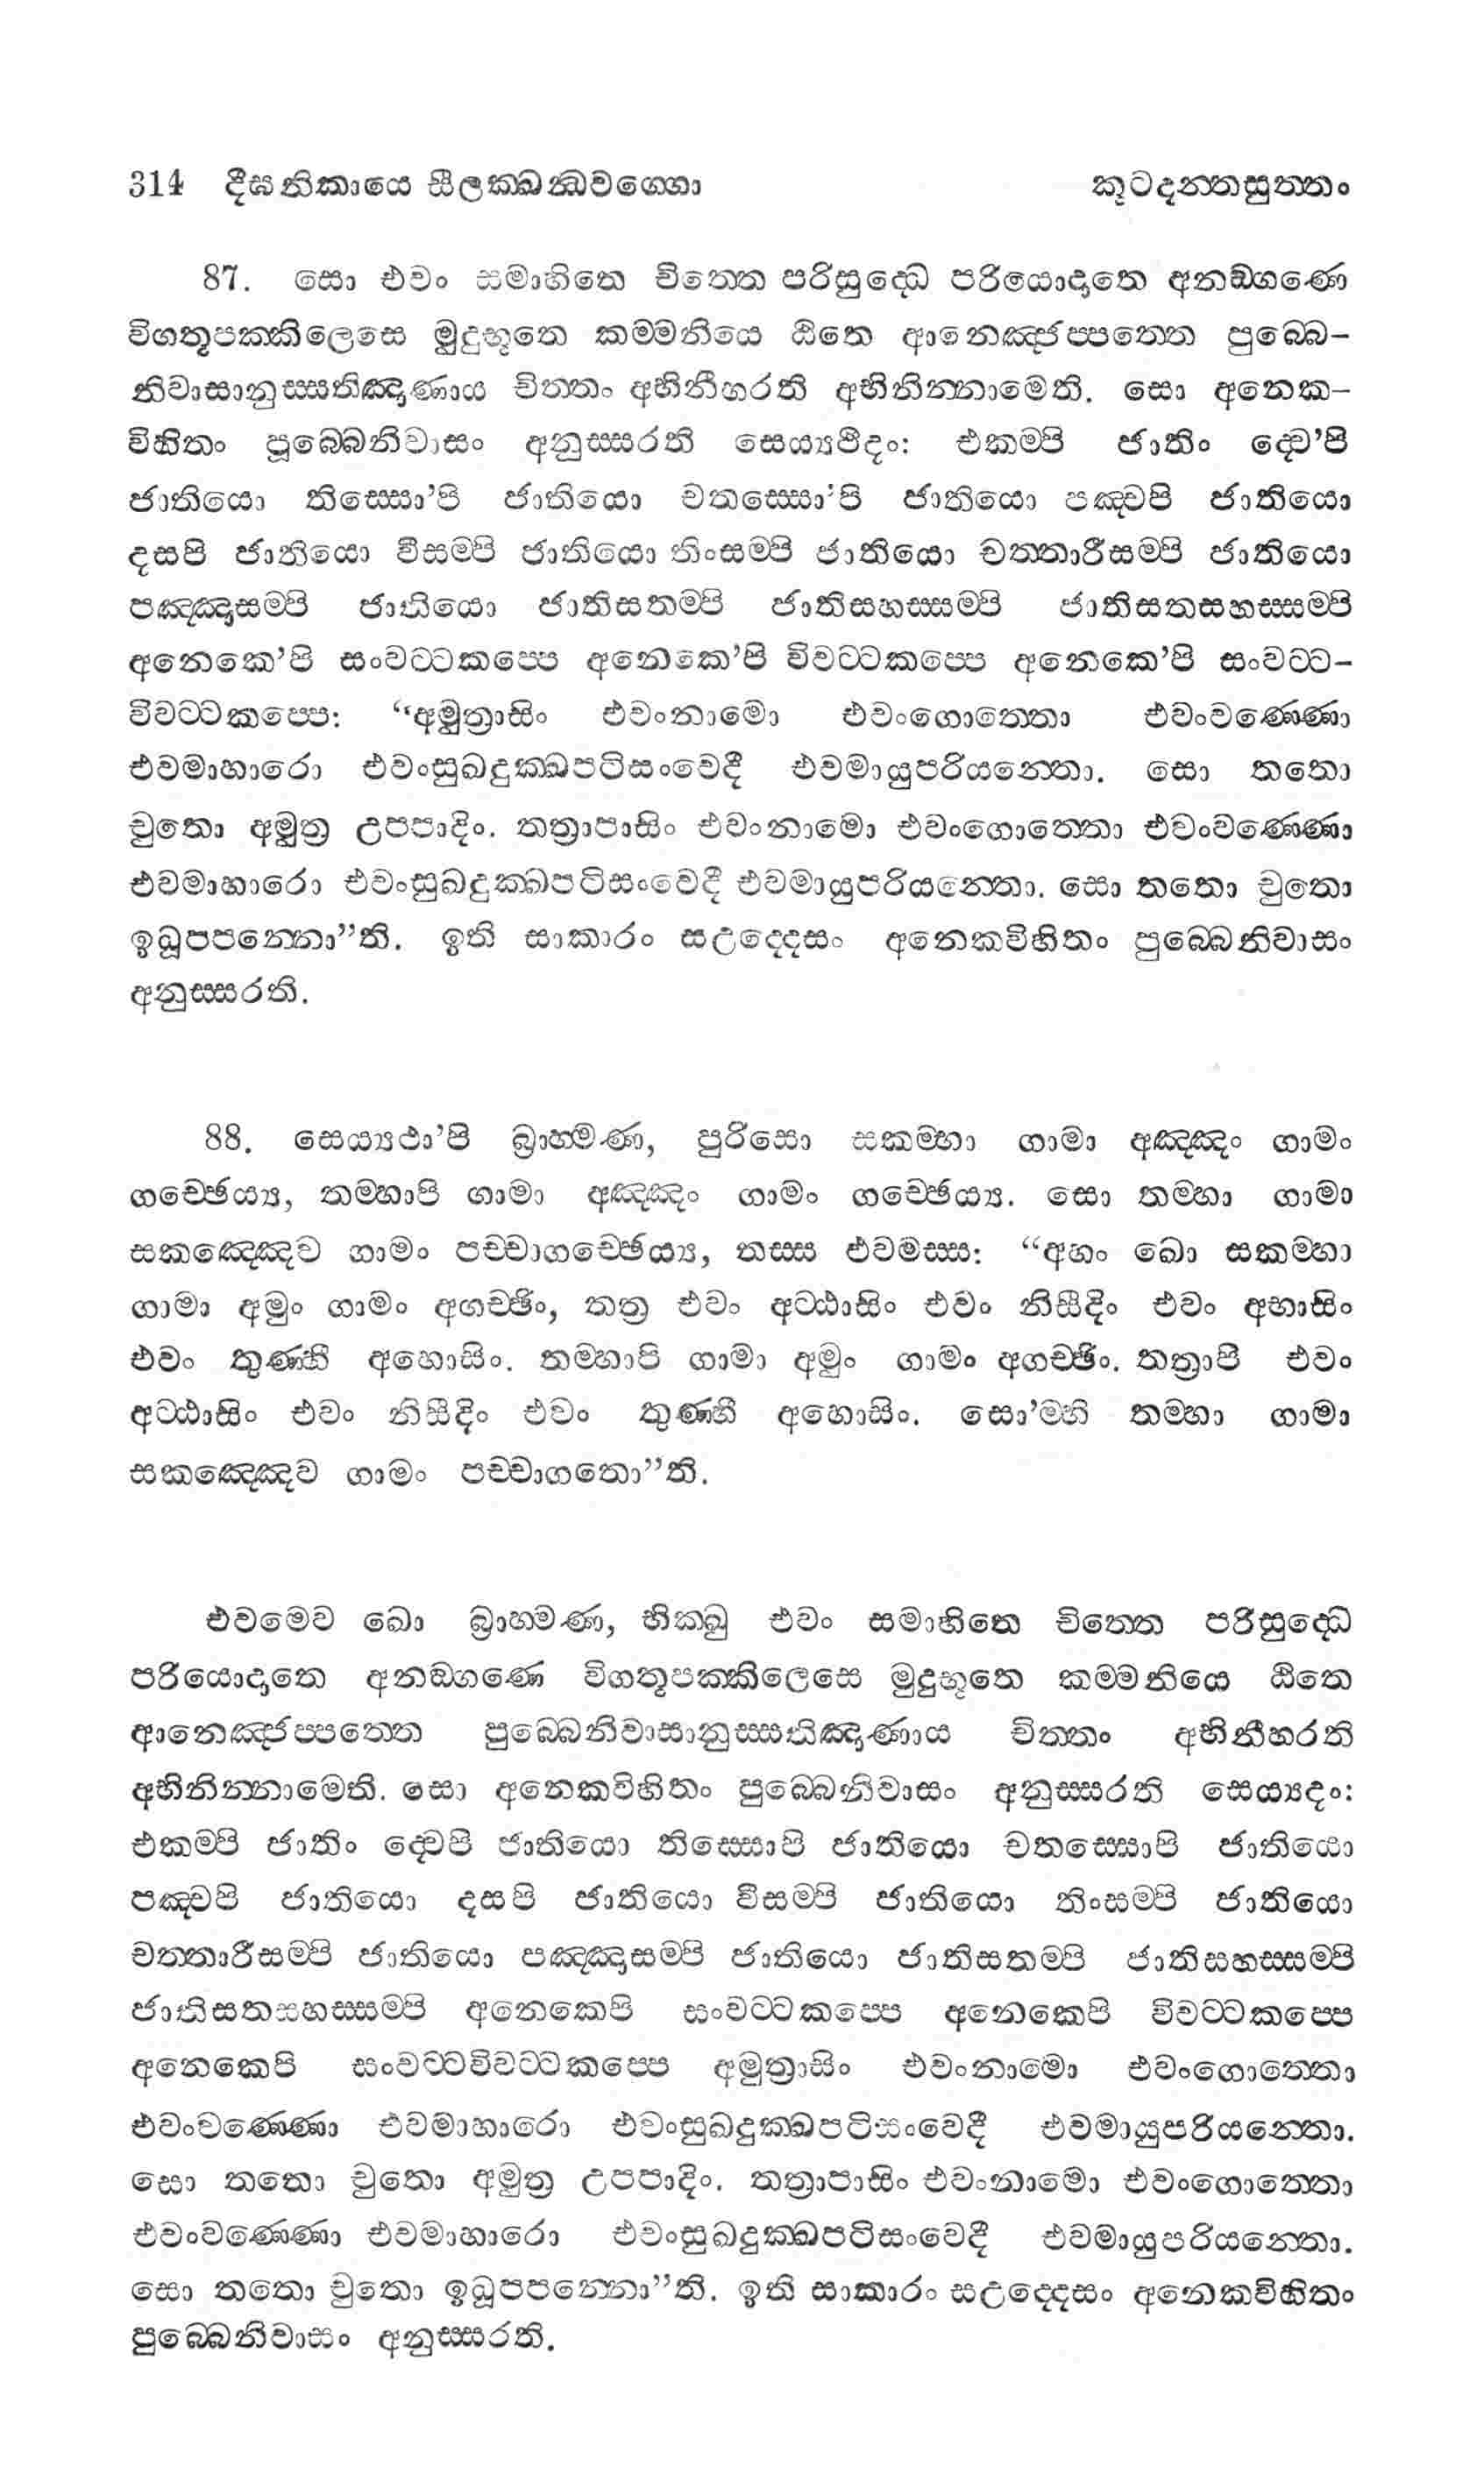 314 දීඝනිකායෙ සීලක්ඛන්ධවග්ගො කූටදන්තසුත්තං
87. සො එවං සමාහිතෙ චිත්තෙ පරිසුද්ධෙ පරියොදාතෙ අනඞ්ගණෙ
විගතූපක්කිලෙසෙ මුදුභූතෙ කම්මනියෙ ඨිතෙ ආනෙඤ්ජප්පත්තෙ පුබ්බෙ-
නිවාසානුස්සතිඤාණාය චිත්තං අභිනීහරති අභිනින්නාමෙති. සො අනෙක-
විහිතං පුබ්බෙනිවාසං අනුස්සරති සෙය්‍යථීදං: එකම්පි ජාතිං ද්වෙ’පි
ජාතියො තිස්සො’පි ජාතියො චතස්සො’පි ජාතියො පඤ්චපි ජාතියො
දසපි ජාතියො වීසම්පි ජාතියො තිංසම්පි ජාතියො චත්තාරීසම්පි ජාතියො
පඤ්ඤාසම්පි ජාතියො ජාතිසතම්පි ජාතිසහස්සම්පි ජාතිසතසහස්සම්පි
අනෙකෙ’පි සංවට්ටකප්පෙ අනෙකෙ’පි විවට්ටකප්පෙ අනෙකෙ’පි සංවට්ට-
විවට්ටකප්පෙ: “අමුත්‍රාසිං එවංනාමො එවංගොත්තො එවංවණ්ණො
එවමාහාරො එවංසුඛදුක්ඛපටිසංවෙදී එවමායුපරියන්තො. සො තතො
චුතො අමුත්‍ර උපපාදිං. තත්‍රාපාසිං එවංනාමො එවංගොත්තො එවංවණ්ණො
එවමාහාරො එවංසුඛදුක්ඛපටිසංවෙදී එවමායුපරියන්තො. සො තතො චුතො
ඉධූපපන්නො”ති. ඉති සාකාරං සඋද්දෙසං අනෙකවිහිතං පුබ්බෙනිවාසං
අනුස්සරති.
88. සෙය්‍යථා’පි බ්‍රාහ්මණ, පුරිසො සකම්හා ගාමා අඤ්ඤං ගාමං
ගච්ඡෙය්‍ය, තම්හාපි ගාමා අඤ්ඤං ගාමං ගච්ඡෙය්‍ය. සො තම්හා ගාමා
සකඤ්ඤෙව ගාමං පච්චාගච්ඡෙය්‍ය, තස්ස එවමස්ස: “අහං ඛො සකම්හා
ගාමා අමුං ගාමං අගච්ඡිං, තත්‍ර එවං අට්ඨාසිං එවං නිසීදිං එවං අභාසිං
එවං තුණ්හී අහොසිං. තම්හාපි ගාමා අමුං ගාමං අගච්ඡිං. තත්‍රාපි එවං
අට්ඨාසිං එවං නිසීදිං එවං තුණ්හී අහොසිං. සො’ම්හි තම්හා ගාමා
සකඤ්ඤෙව ගාමං පච්චාගතො”ති.
එවමෙව ඛො බ්‍රාහ්මණ, භික්ඛු එවං සමාහිතෙ චිත්තෙ පරිසුද්ධෙ
පරියොදාතෙ අනඞ්ගණෙ විගතූපක්කිලෙසෙ මුදුභූතෙ කම්මනියෙ ඨිතෙ
ආනෙඤ්ජප්පත්තෙ පුබ්බෙනිවාසානුස්සතිඤාණාය චිත්තං අභිනීහරති
අභිනින්නාමෙති. සො අනෙකවිහිතං පුබ්බෙනිවාසං අනුස්සරති සෙය්‍යදං:
එකම්පි ජාතිං ද්වෙපි ජාතියො තිස්සොපි ජාතියො චතස්සොපි ජාතියො
පඤ්චපි ජාතියො දසපි ජාතියො වීසම්පි ජාතියො තිංසම්පි ජාතියො
චත්තාරීසම්පි ජාතියො පඤ්ඤාසම්පි ජාතියො ජාතිසතම්පි ජාතිසහස්සම්පි
ජාතිසතසහස්සම්පි අනෙකෙපි සංවට්ටකප්පෙ අනෙකෙපි විවට්ටකප්පෙ
අනෙකෙපි සංවට්ටවිවට්ටකප්පෙ අමුත්‍රාසිං එවංනාමො එවංගොත්තො
එවංවණ්ණො එවමාහාරො එවංසුඛදුක්ඛපටිසංවෙදී එවමායුපරියන්තො.
සො තතො චුතො අමුත්‍ර උපපාදිං. තත්‍රාපාසිං එවංනාමො එවංගොත්තො
එවංවණ්ණො එවමාහාරො එවංසුඛදුක්ඛපටිසංවෙදී එවමායුපරියන්තො.
සො තතො චුතො ඉධූපපන්නො”ති. ඉති සාකාරං සඋද්දෙසං අනෙකවිහිතං
පුබ්බෙනිවාසං අනුස්සරති.